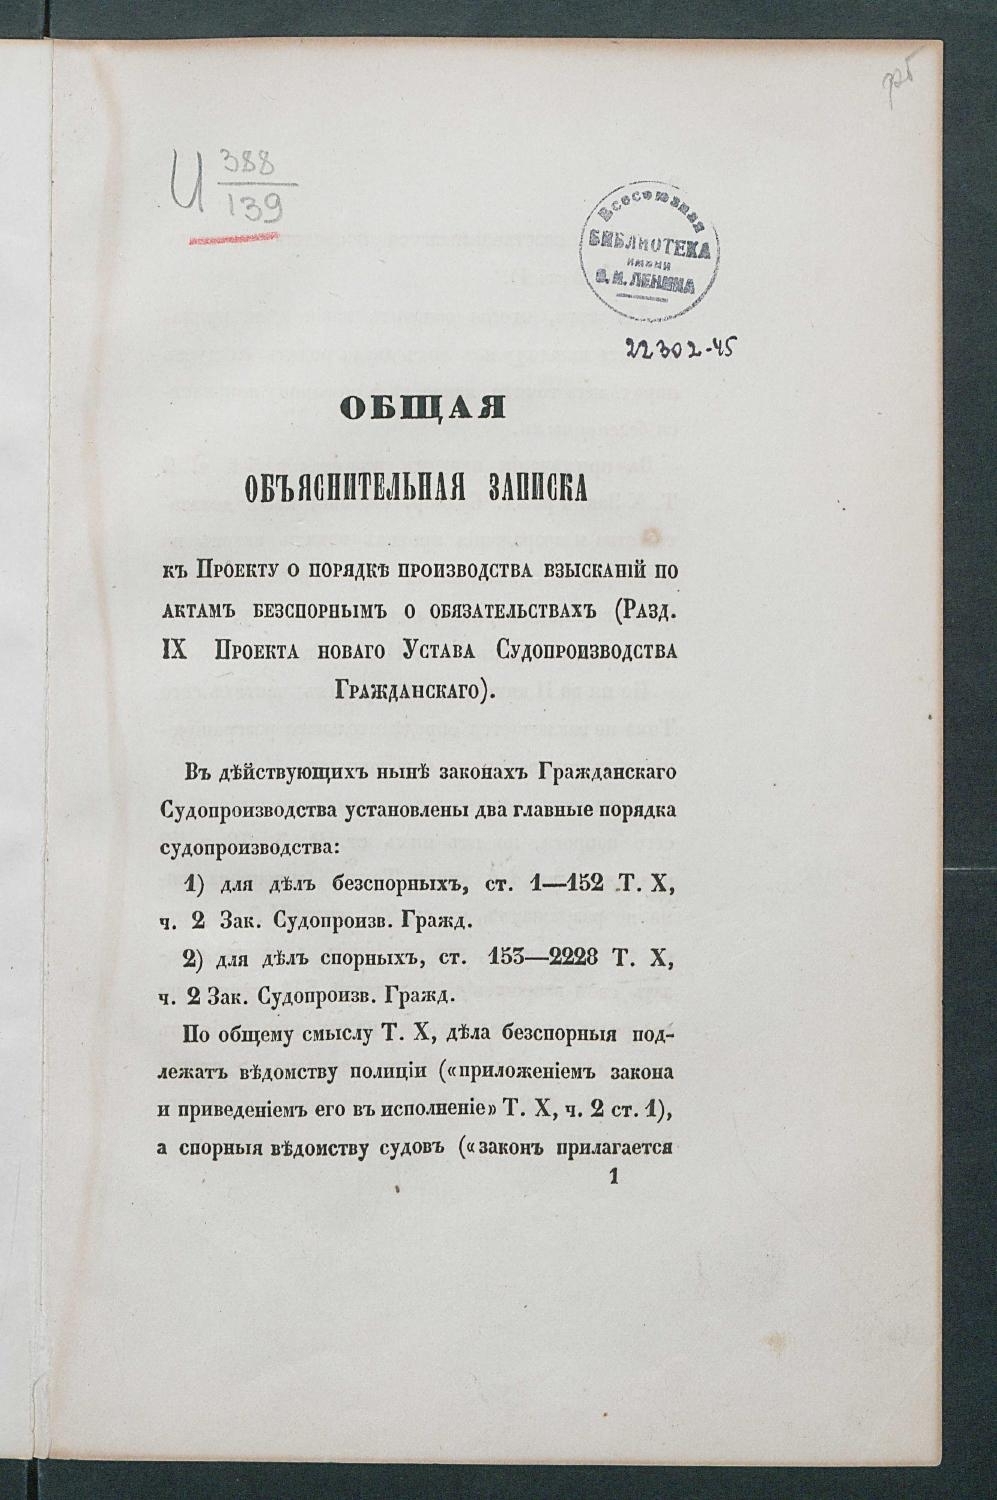 И 388
139
Всесоюзная
БИБЛИОТЕКА
имени
В. И. ЛЕНИНА
22302-45
ОБЩАЯ
ОБЪЯСНИТЕЛЬНАЯ ЗАПИСКА
къ Проекту о порядкѣ производства взысканій по
актамъ безспорнымъ о обязательствахъ (Разд.
IX Проекта новаго Устава Судопроизводства
Гражданскаго).
Въ дѣйствующихъ нынѣ законахъ Гражданскаго
Судопроизводства установлены два главные порядка
судопроизводства:
1) для дѣлъ безспорныхъ, ст. 1—152 Т. X,
ч. 2 Зак. Судопроизв. Гражд.
2) для дѣлъ спорныхъ, ст. 153—2228 Т. X,
ч. 2 Зак. Судопроизв. Гражд.
По общему смыслу Т. X, дѣла безспорныя под-
лежатъ вѣдомству полиціи («приложеніемъ закона
и приведеніемъ его въ исполненіе» Т. X, ч. 2 ст. 1),
а спорныя вѣдомству судовъ («законъ прилагается
1